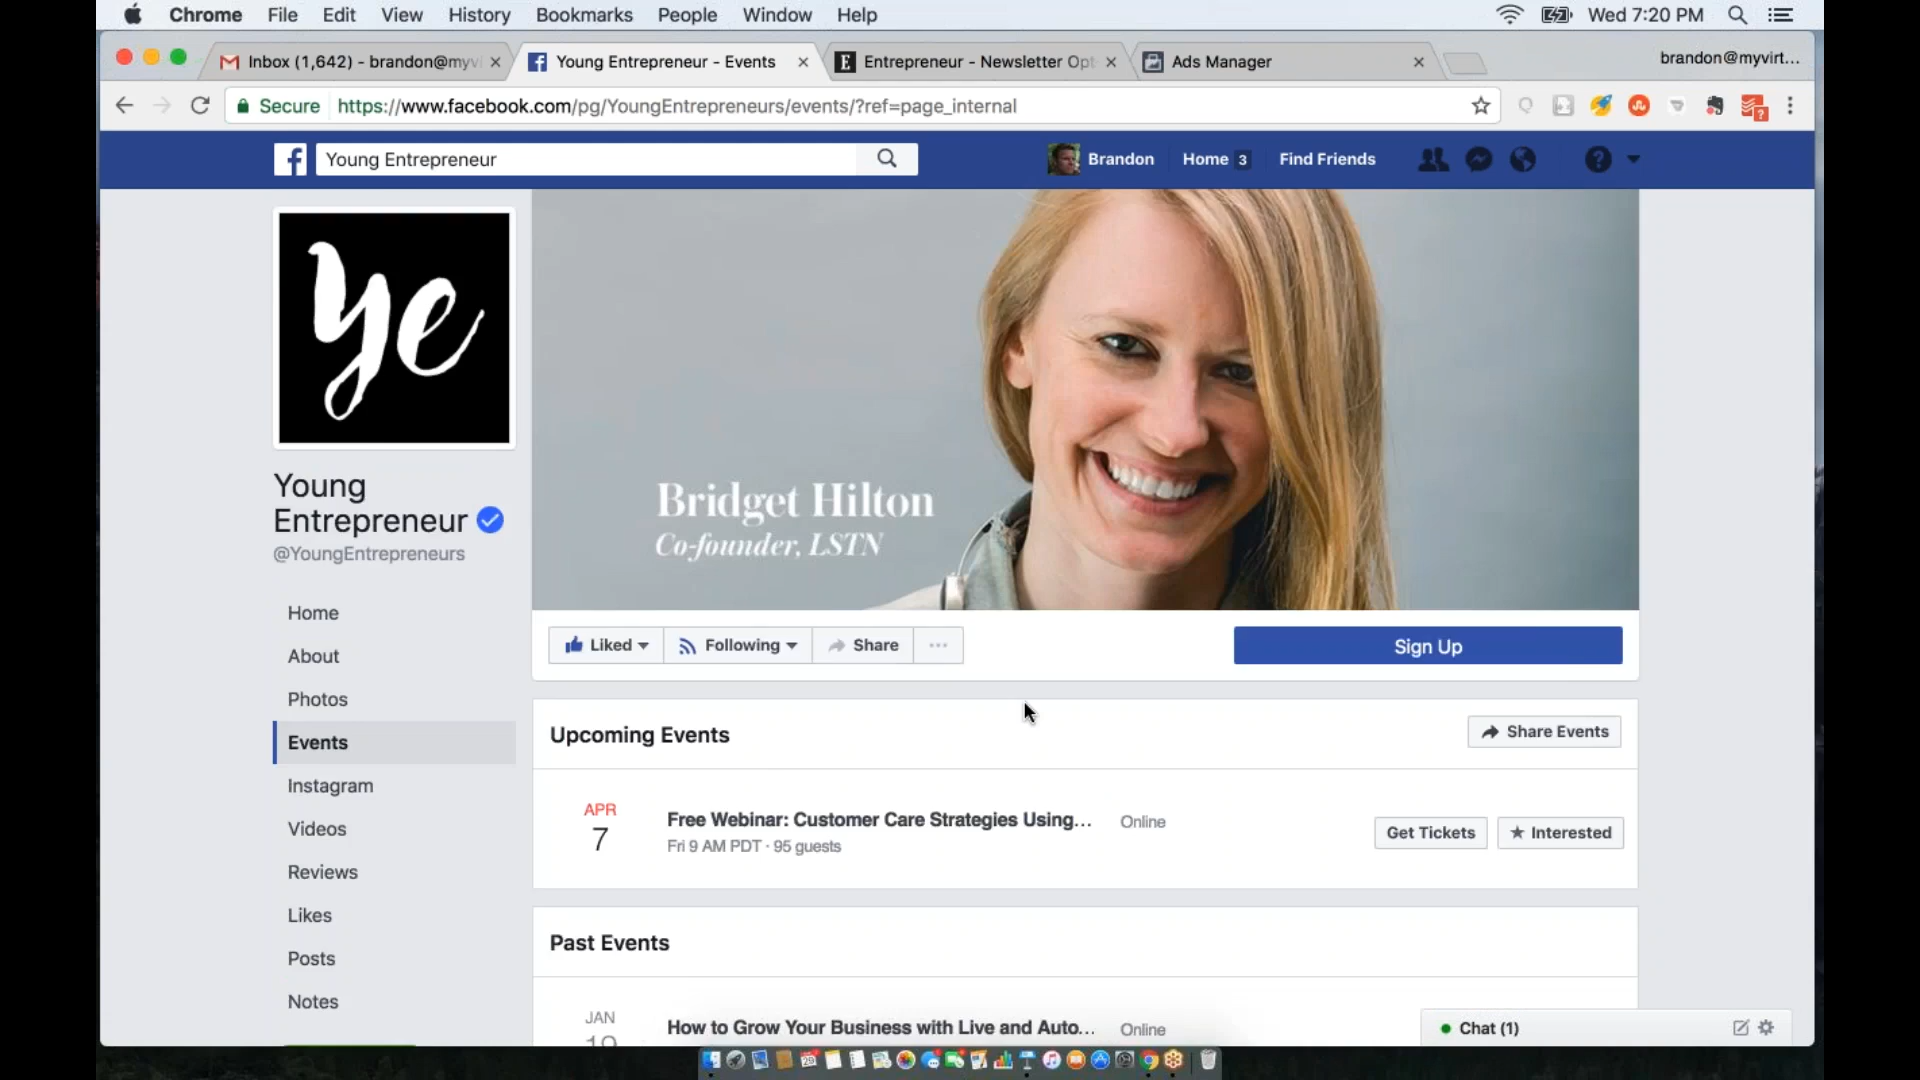 Chrome File Edit View History Bookmarks People Window Help Wed 7:20 PM
Inbox (1,642) - brandon@myvi
Young Entrepreneur - Events
Entrepreneur - Newsletter Opt
Ads Manager
brandon@myvirt...
Secure https://www.facebook.com/pg/YoungEntrepreneurs/events/?ref=page_internal
Young Entrepreneur
Brandon Home 3 Find Friends
ye
Bridget Hilton
Co-founder, LSTN
Young
Entrepreneur
@YoungEntrepreneurs
Home
About
Photos
Events
Instagram
Videos
Reviews
Likes
Posts
Notes
Liked Following Share ...
Sign Up
Upcoming Events
Share Events
APR
7
Free Webinar: Customer Care Strategies Using...
Online
Fri 9 AM PDT · 95 guests
Get Tickets
Interested
Past Events
JAN
How to Grow Your Business with Live and Auto...
Online
Chat (1)